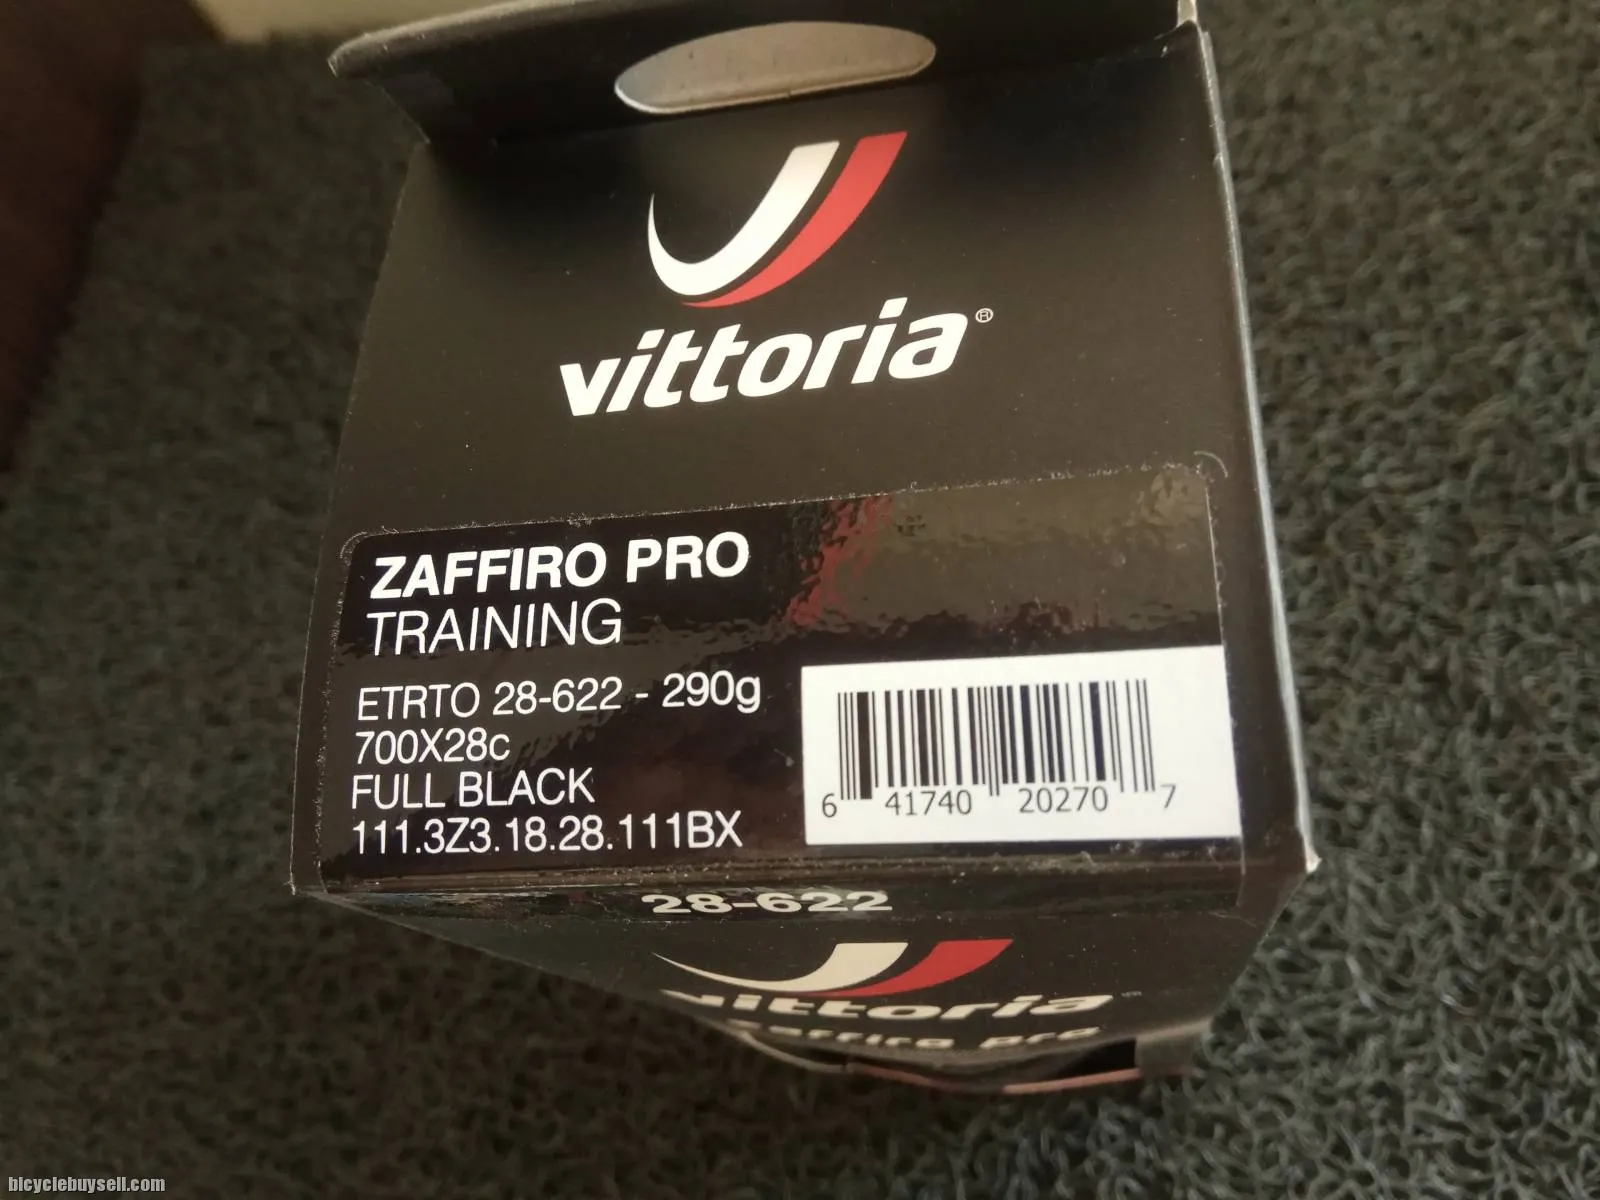 vittoria®
ZAFFIRO PRO
TRAINING
ETRTO 28-622 - 290g
700X28c
FULL BLACK
111.3Z3.18.28.111BX
6 41740 20270 7
28-622
vittoria
zaffiro pro
bicyclebuysell.com